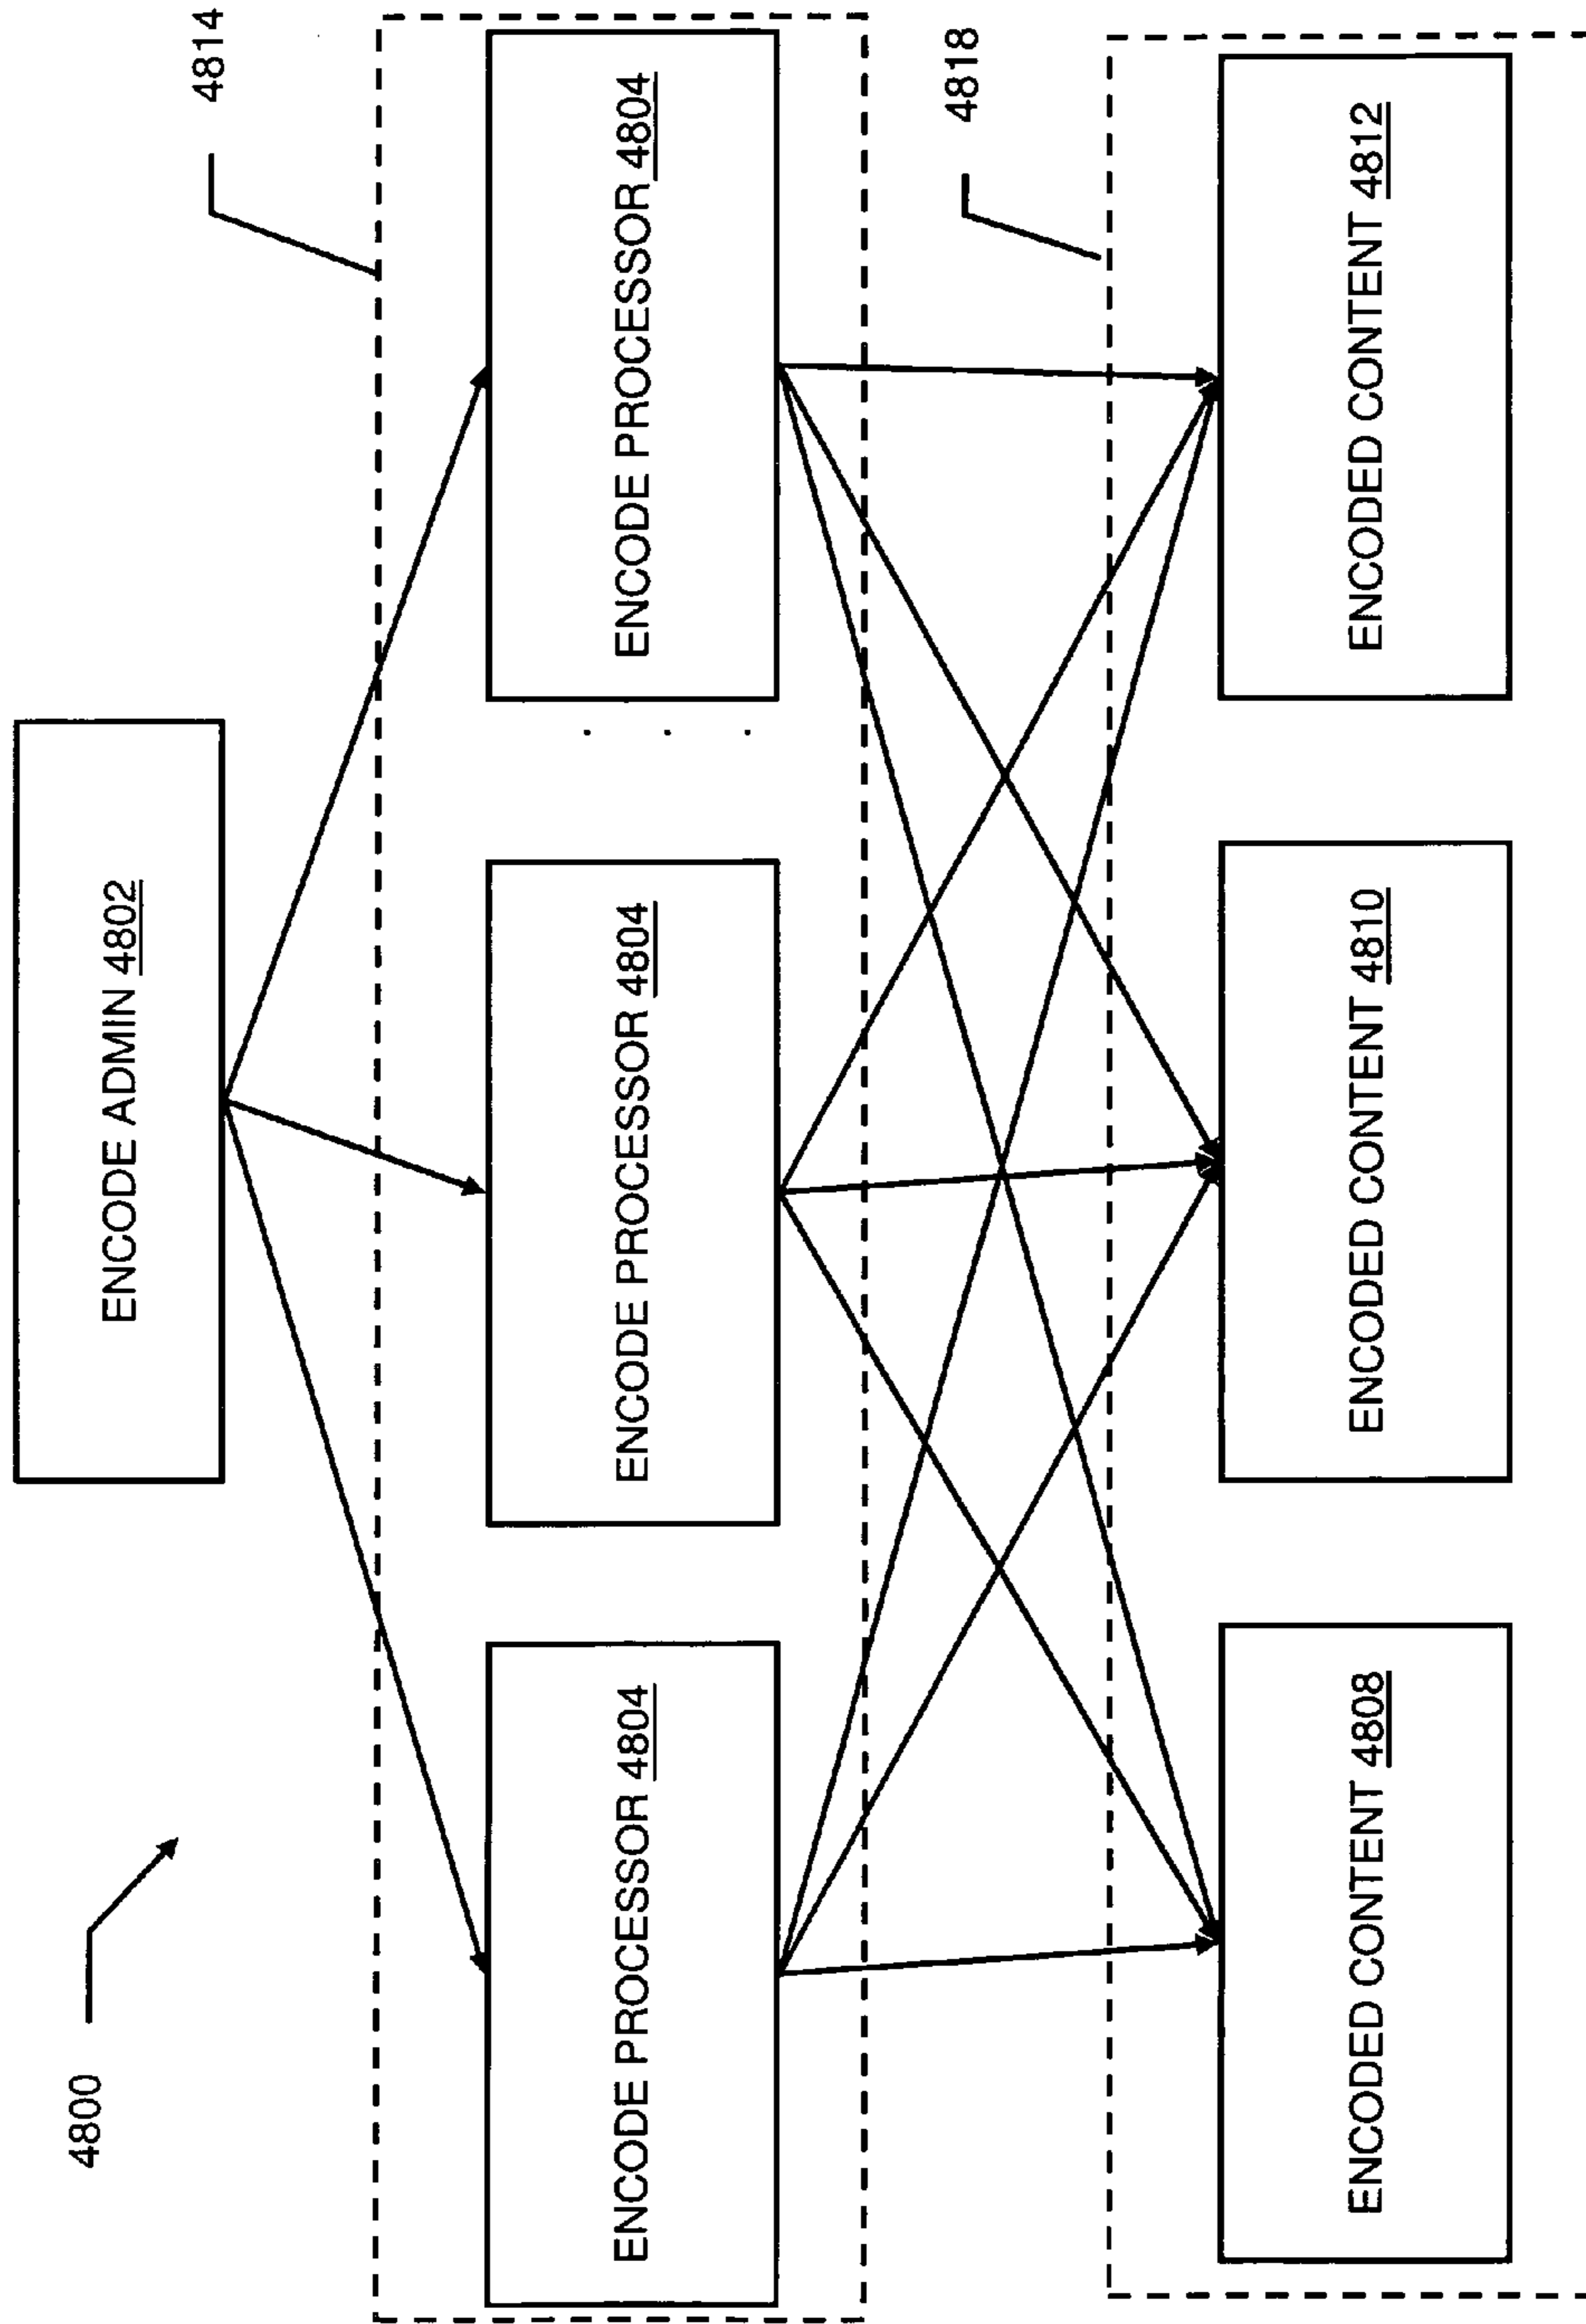 4800
ENCODE ADMIN 4802
4814
ENCODE PROCESSOR 4804
ENCODE PROCESSOR 4804
. . .
ENCODE PROCESSOR 4804
4818
ENCODED CONTENT 4808
ENCODED CONTENT 4810
ENCODED CONTENT 4812